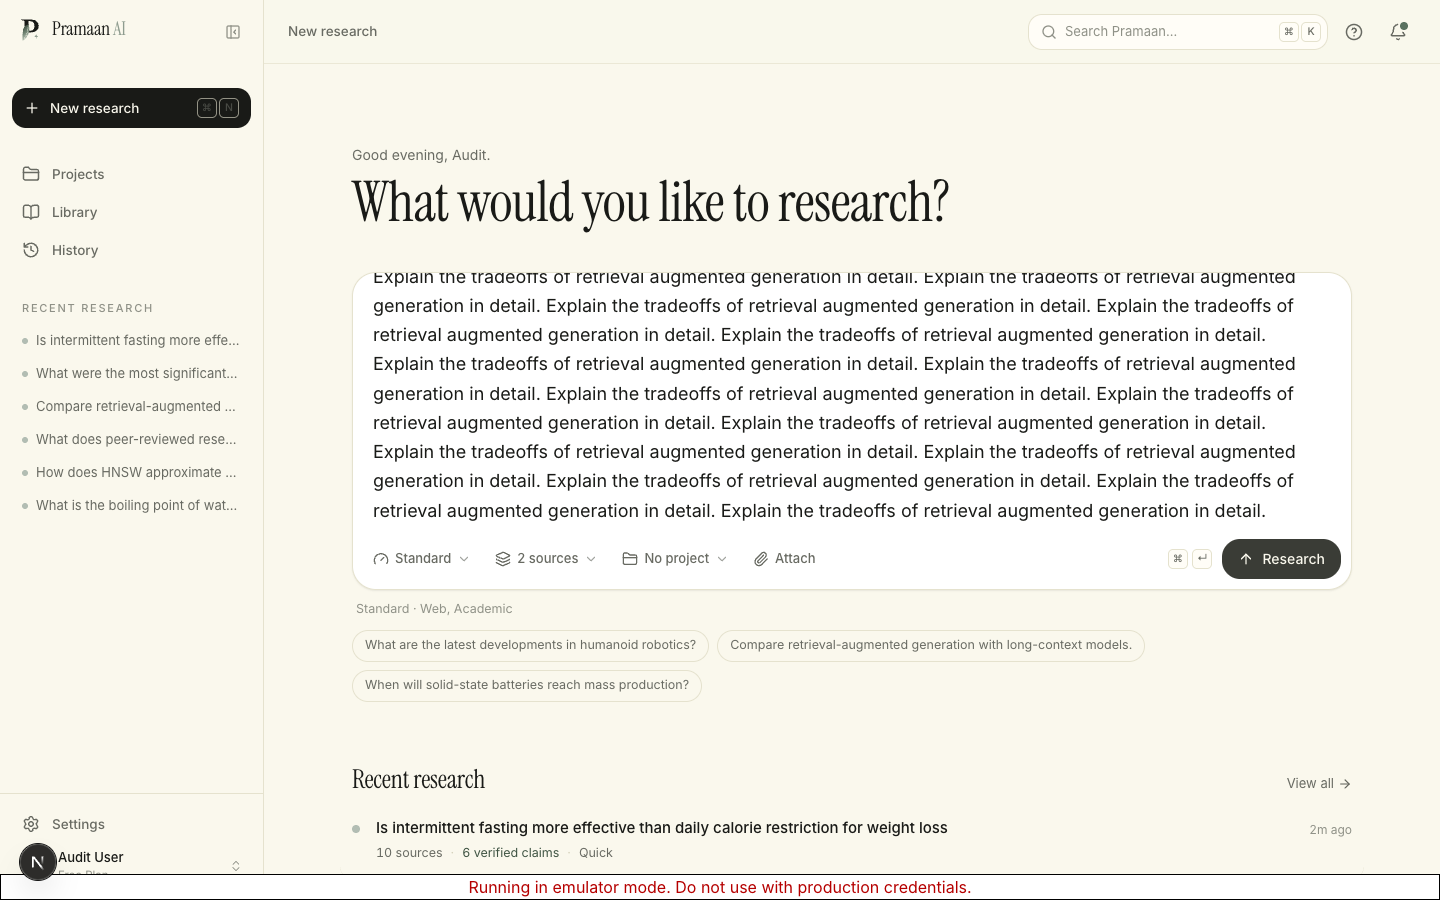 Pramaan AI
New research
Search Pramaan...
⌘ K
New research
⌘ N
Projects
Library
History
RECENT RESEARCH
Is intermittent fasting more effe...
What were the most significant...
Compare retrieval-augmented ...
What does peer-reviewed rese...
How does HNSW approximate ...
What is the boiling point of wat...
Good evening, Audit.
What would you like to research?
Explain the tradeoffs of retrieval augmented generation in detail. Explain the tradeoffs of retrieval augmented
generation in detail. Explain the tradeoffs of retrieval augmented generation in detail. Explain the tradeoffs of
retrieval augmented generation in detail. Explain the tradeoffs of retrieval augmented generation in detail.
Explain the tradeoffs of retrieval augmented generation in detail. Explain the tradeoffs of retrieval augmented
generation in detail. Explain the tradeoffs of retrieval augmented generation in detail. Explain the tradeoffs of
retrieval augmented generation in detail. Explain the tradeoffs of retrieval augmented generation in detail.
Explain the tradeoffs of retrieval augmented generation in detail. Explain the tradeoffs of retrieval augmented
generation in detail. Explain the tradeoffs of retrieval augmented generation in detail. Explain the tradeoffs of
retrieval augmented generation in detail. Explain the tradeoffs of retrieval augmented generation in detail.
Standard
2 sources
No project
Attach
⌘ ↵
Research
Standard · Web, Academic
What are the latest developments in humanoid robotics?
Compare retrieval-augmented generation with long-context models.
When will solid-state batteries reach mass production?
Recent research
View all →
Is intermittent fasting more effective than daily calorie restriction for weight loss
2m ago
10 sources · 6 verified claims · Quick
Settings
N
Audit User
Free Plan
Running in emulator mode. Do not use with production credentials.